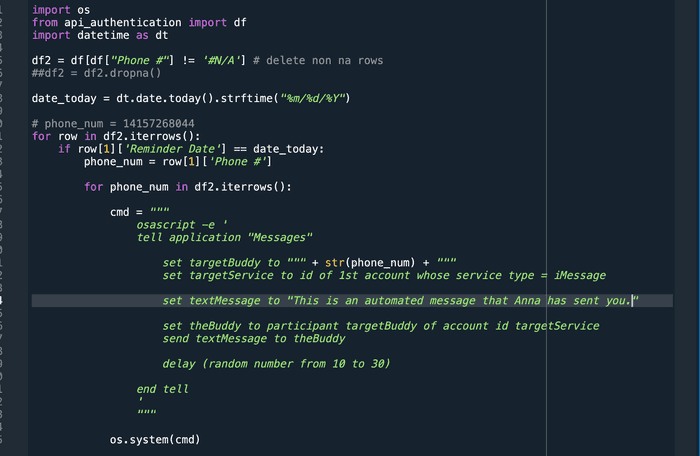 import os
from api_authentication import df
import datetime as dt
df2 = df[df["Phone #"] != '#N/A'] # delete non na rows
##df2 = df2.dropna()
date_today = dt.date.today().strftime("%m/%d/%Y")
# phone_num = 14157268044
for row in df2.iterrows():
    if row[1]['Reminder Date'] == date_today:
        phone_num = row[1]['Phone #']
        for phone_num in df2.iterrows():
            cmd = """
                osascript -e '
                tell application "Messages"
                    set targetBuddy to """ + str(phone_num) + """
                    set targetService to id of 1st account whose service type = iMessage
                    set textMessage to "This is an automated message that Anna has sent you."
                    set theBuddy to participant targetBuddy of account id targetService
                    send textMessage to theBuddy
                    delay (random number from 10 to 30)
                end tell
                '
                """
            os.system(cmd)